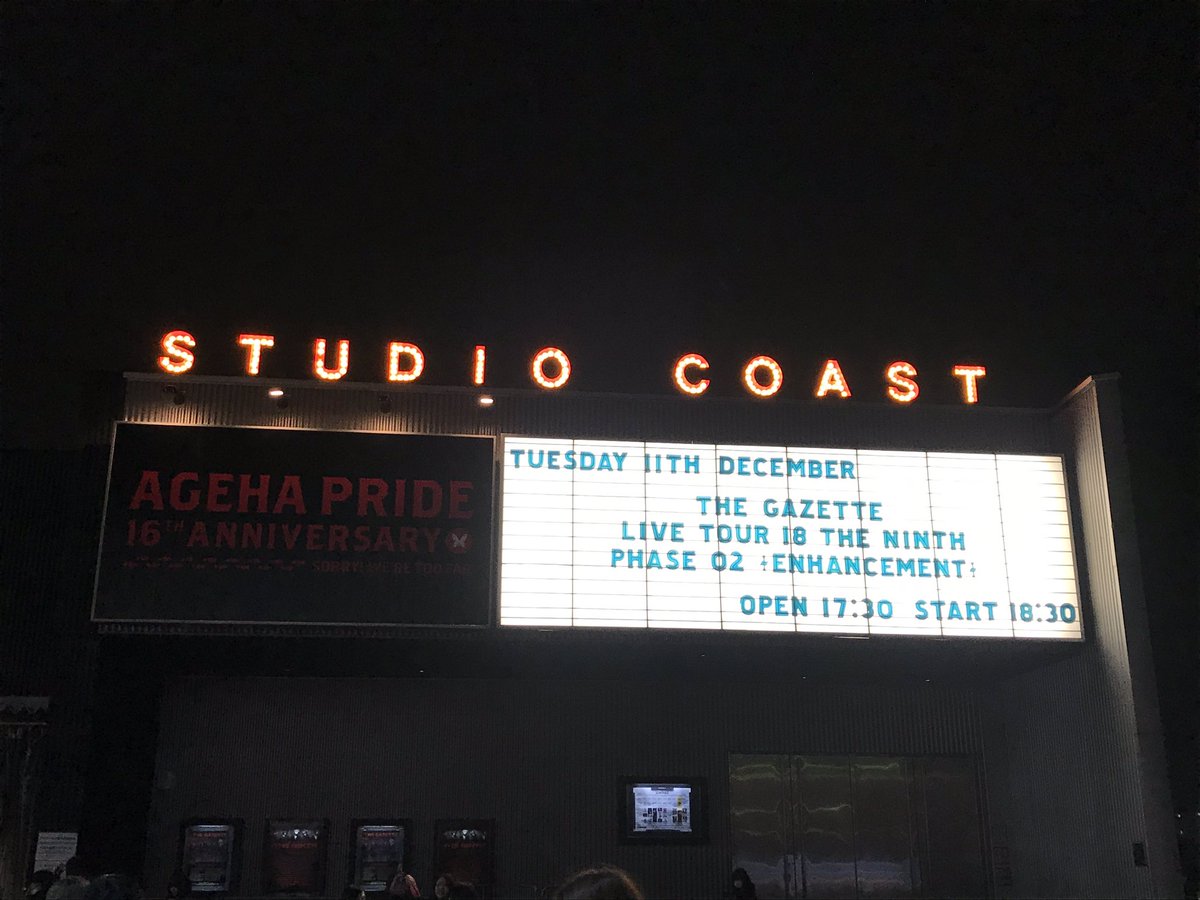 STUDIO COAST
AGEHA PRIDE
16TH ANNIVERSARY
SORRY! WE'RE TOO FAR
TUESDAY 11TH DECEMBER
THE GAZETTE
LIVE TOUR 18 THE NINTH
PHASE 02 ENHANCEMENT
OPEN 17:30 START 18:30